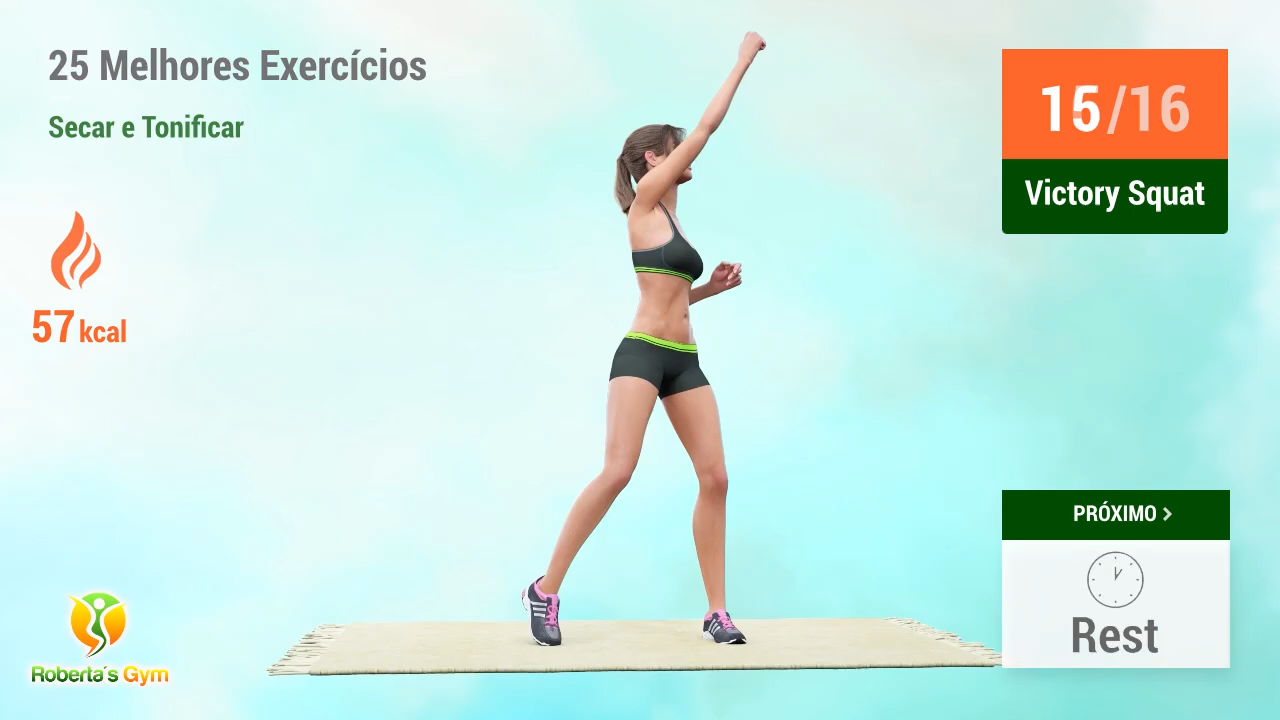 25 Melhores Exercícios
Secar e Tonificar
57 kcal
15/16
Victory Squat
PRÓXIMO >
Rest
Roberta´s Gym